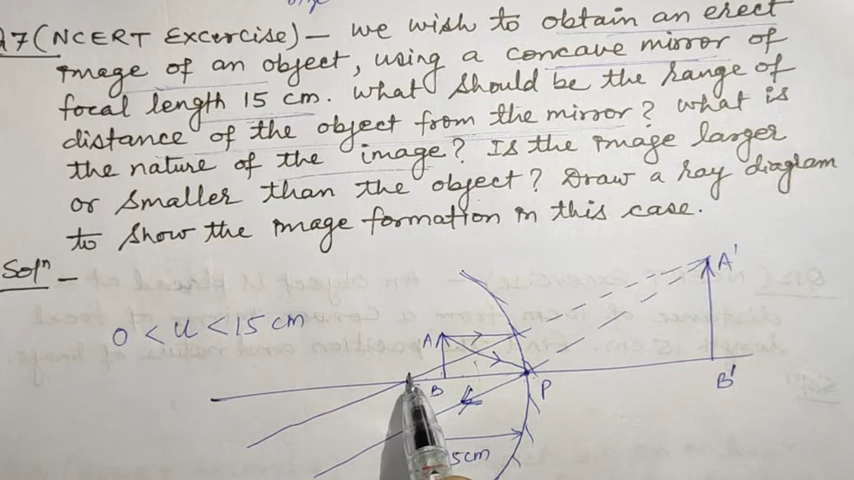 Q7 (NCERT Excercise) - we wish to obtain an erect
image of an object, using a concave mirror of
focal length 15 cm. What should be the range of
distance of the object from the mirror? What is
the nature of the image? Is the image larger
or smaller than the object? Draw a ray diagram
to show the image formation in this case.
Solⁿ -
0 < u < 15 cm
A
A'
B
P
B'
5cm